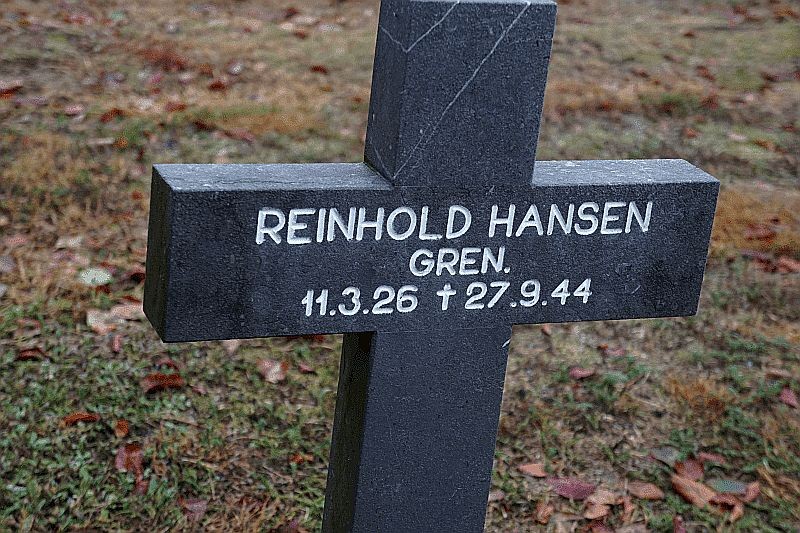 REINHOLD HANSEN
GREN.
11.3.26 ✝ 27.9.44